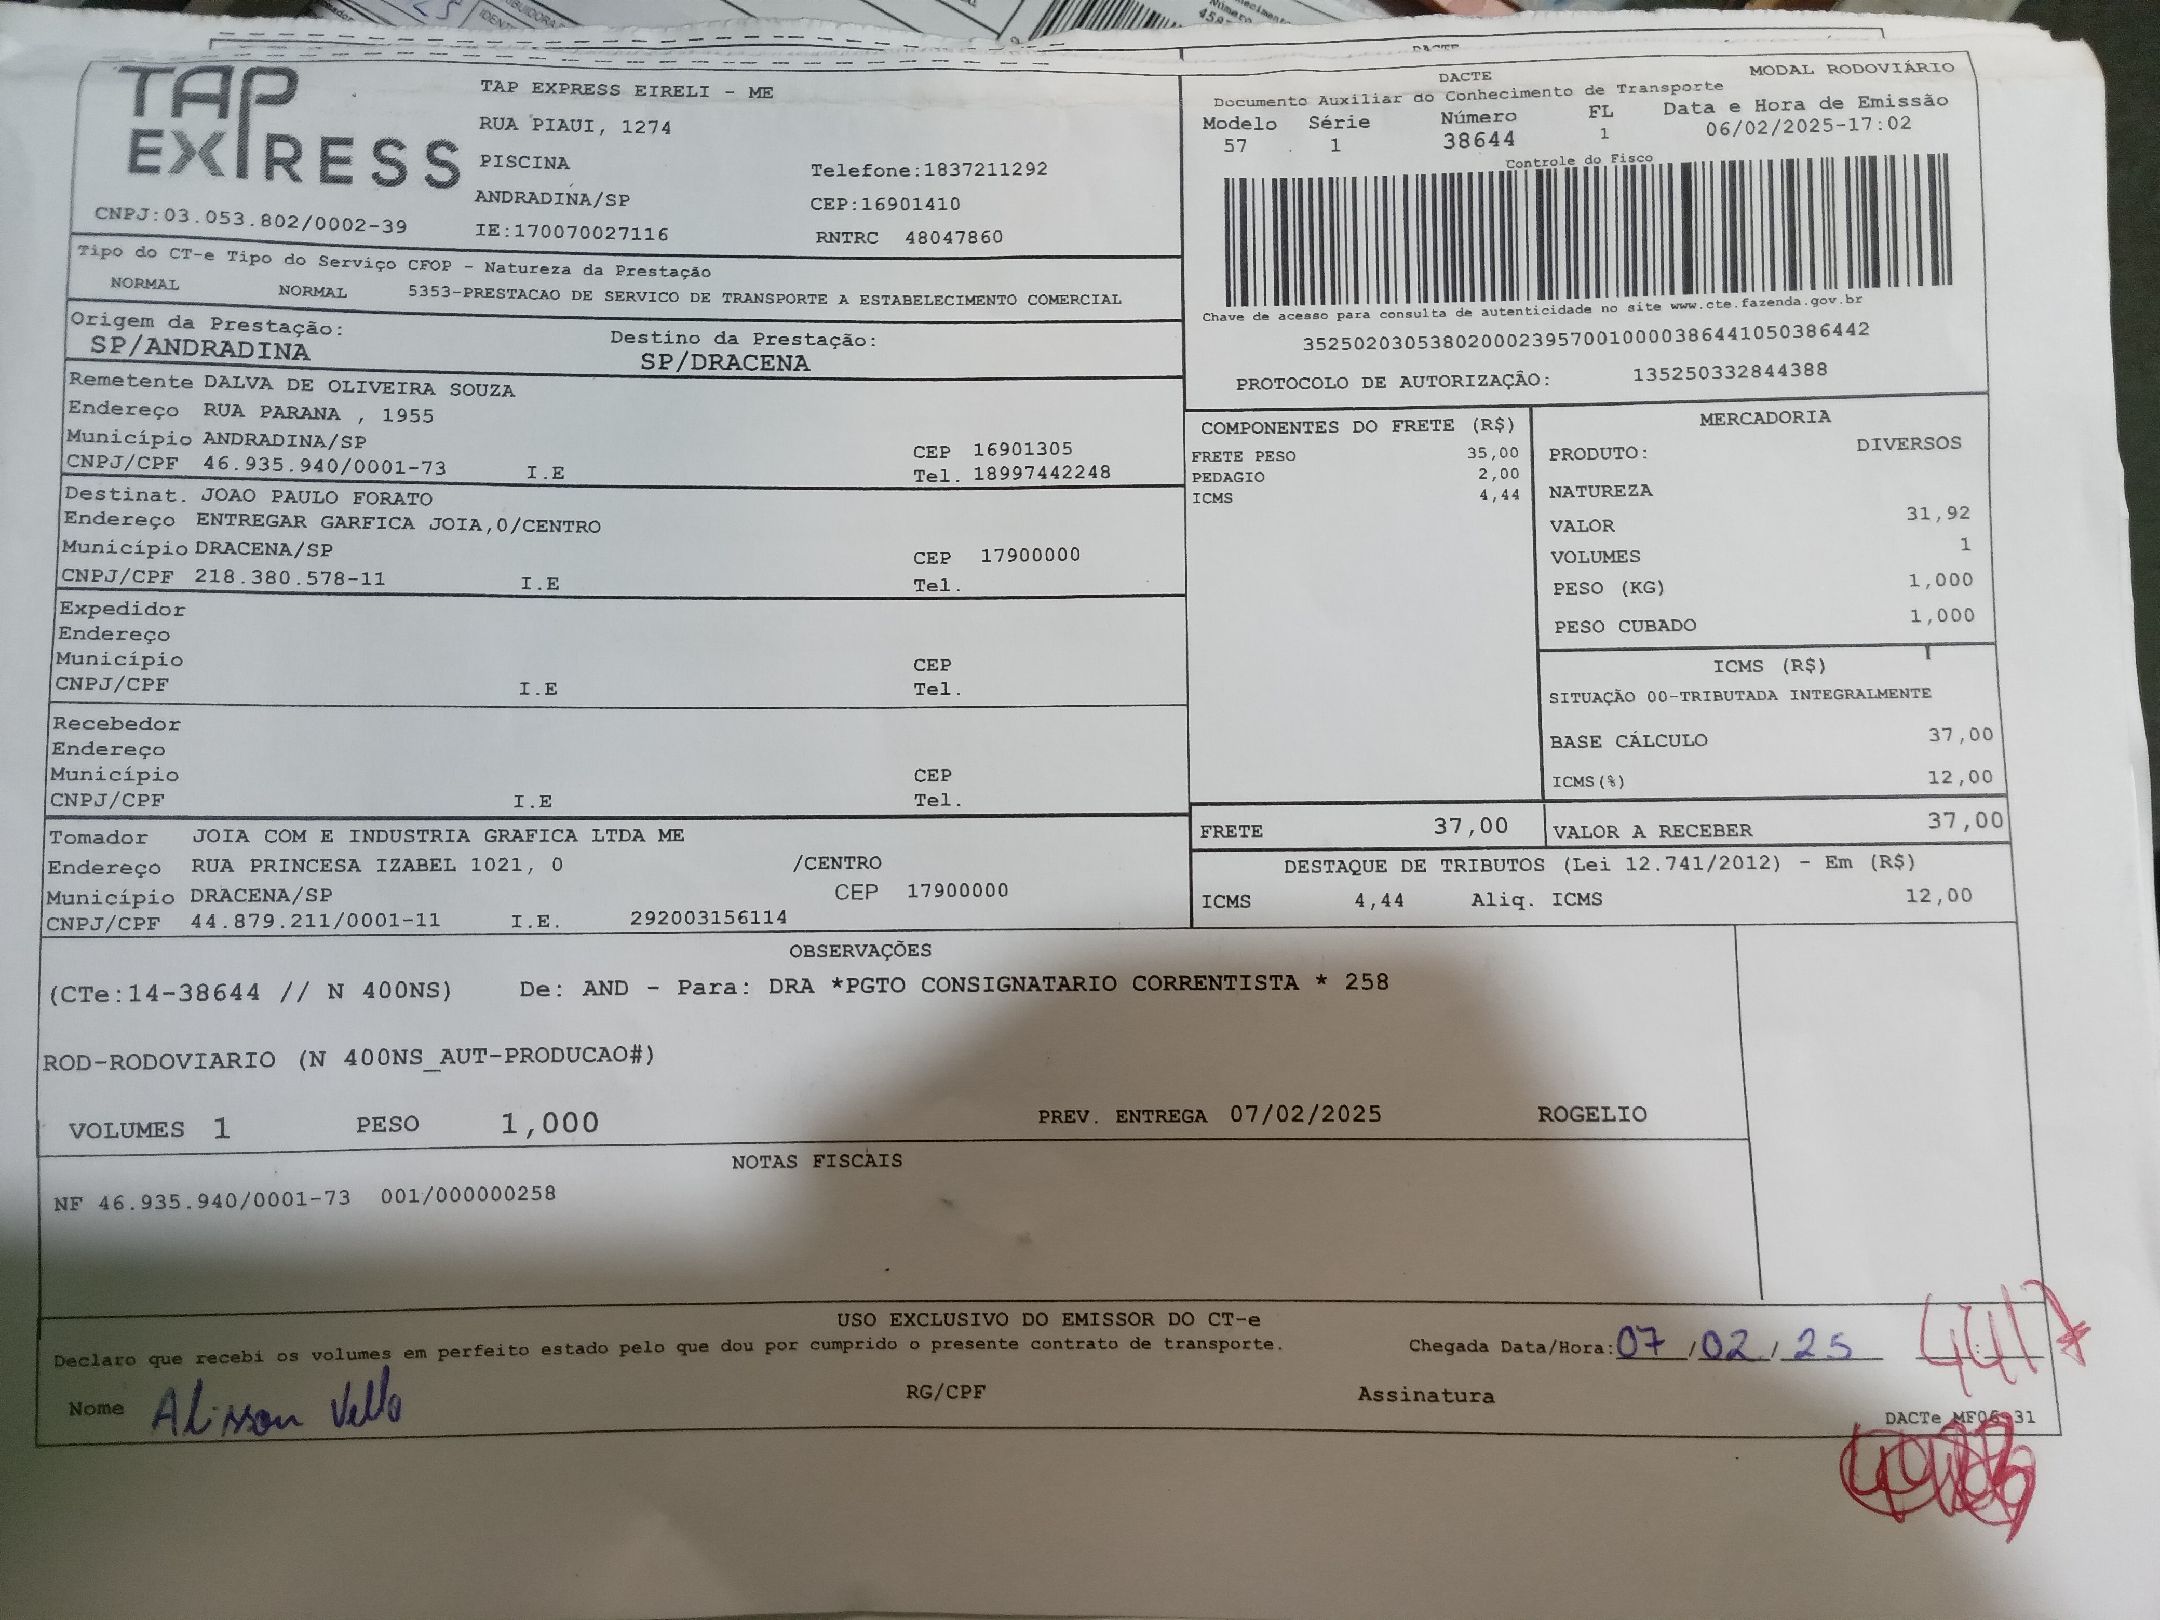 TAP EXPRESS
TAP EXPRESS EIRELI - ME
RUA PIAUI, 1274
PISCINA
Telefone:1837211292
ANDRADINA/SP
CEP:16901410
CNPJ:03.053.802/0002-39
IE:170070027116
RNTRC 48047860
DACTE
MODAL RODOVIÁRIO
Documento Auxiliar do Conhecimento de Transporte
Modelo Série Número FL Data e Hora de Emissão
57 1 38644 1 06/02/2025-17:02
Controle do Fisco
Chave de acesso para consulta de autenticidade no site www.cte.fazenda.gov.br
35250203053802000239570010000386441050386442
PROTOCOLO DE AUTORIZAÇÃO: 135250332844388
Tipo do CT-e Tipo do Serviço CFOP - Natureza da Prestação
NORMAL NORMAL 5353-PRESTACAO DE SERVICO DE TRANSPORTE A ESTABELECIMENTO COMERCIAL
Origem da Prestação: Destino da Prestação:
SP/ANDRADINA SP/DRACENA
Remetente DALVA DE OLIVEIRA SOUZA
Endereço RUA PARANA , 1955
Município ANDRADINA/SP CEP 16901305
CNPJ/CPF 46.935.940/0001-73 I.E Tel. 18997442248
Destinat. JOAO PAULO FORATO
Endereço ENTREGAR GARFICA JOIA,0/CENTRO
Município DRACENA/SP CEP 17900000
CNPJ/CPF 218.380.578-11 I.E Tel.
Expedidor
Endereço
Município CEP
CNPJ/CPF I.E Tel.
Recebedor
Endereço
Município CEP
CNPJ/CPF I.E Tel.
Tomador JOIA COM E INDUSTRIA GRAFICA LTDA ME
Endereço RUA PRINCESA IZABEL 1021, 0 /CENTRO
Município DRACENA/SP CEP 17900000
CNPJ/CPF 44.879.211/0001-11 I.E. 292003156114
COMPONENTES DO FRETE (R$)
FRETE PESO 35,00
PEDAGIO 2,00
ICMS 4,44
MERCADORIA
PRODUTO: DIVERSOS
NATUREZA
VALOR 31,92
VOLUMES 1
PESO (KG) 1,000
PESO CUBADO 1,000
ICMS (R$)
SITUAÇÃO 00-TRIBUTADA INTEGRALMENTE
BASE CÁLCULO 37,00
ICMS(%) 12,00
FRETE 37,00 VALOR A RECEBER 37,00
DESTAQUE DE TRIBUTOS (Lei 12.741/2012) - Em (R$)
ICMS 4,44 Aliq. ICMS 12,00
OBSERVAÇÕES
(CTe:14-38644 // N 400NS) De: AND - Para: DRA *PGTO CONSIGNATARIO CORRENTISTA * 258
ROD-RODOVIARIO (N 400NS_AUT-PRODUCAO#)
VOLUMES 1 PESO 1,000 PREV. ENTREGA 07/02/2025 ROGELIO
NOTAS FISCAIS
NF 46.935.940/0001-73 001/000000258
USO EXCLUSIVO DO EMISSOR DO CT-e
Declaro que recebi os volumes em perfeito estado pelo que dou por cumprido o presente contrato de transporte. Chegada Data/Hora: 07/02/25
Nome Alisson Vello RG/CPF Assinatura
DACTe MF06-31